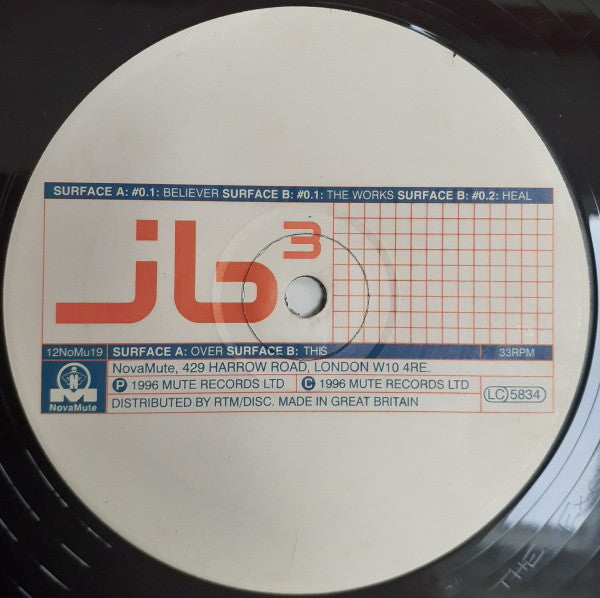 SURFACE A: #0.1: BELIEVER SURFACE B: #0.1: THE WORKS SURFACE B: #0.2: HEAL
jb3
12NoMu19 SURFACE A: OVER SURFACE B: THIS 33RPM
NovaMute, 429 HARROW ROAD, LONDON W10 4RE.
NovaMute
Ⓟ 1996 MUTE RECORDS LTD © 1996 MUTE RECORDS LTD
LC 5834
DISTRIBUTED BY RTM/DISC. MADE IN GREAT BRITAIN
THE